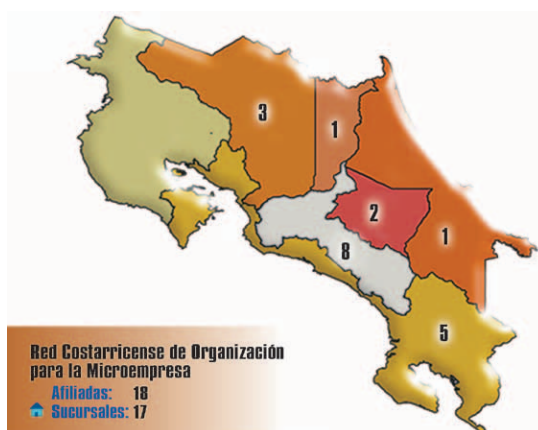 3
1
2
8
1
5
Red Costarricense de Organización
para la Microempresa
Afiliadas: 18
Sucursales: 17